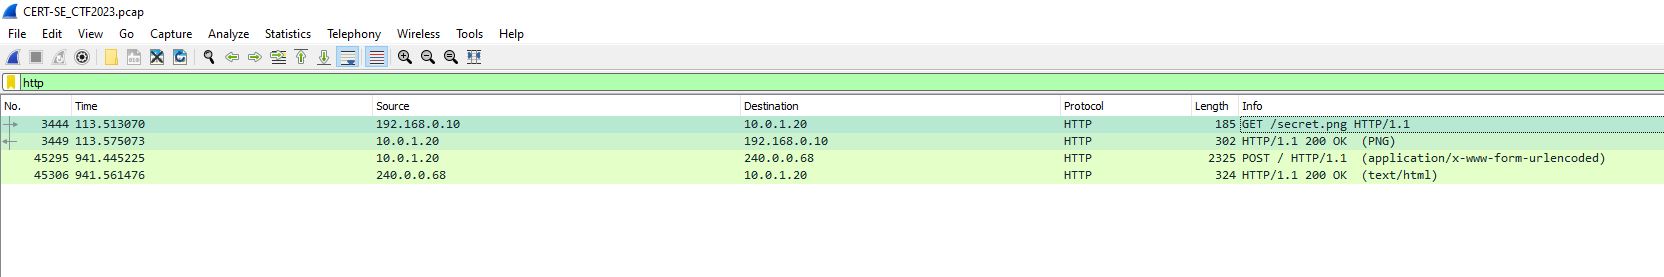 CERT-SE_CTF2023.pcap
File Edit View Go Capture Analyze Statistics Telephony Wireless Tools Help
http
No. Time Source Destination Protocol Length Info
3444 113.513070 192.168.0.10 10.0.1.20 HTTP 185 GET /secret.png HTTP/1.1
3449 113.575073 10.0.1.20 192.168.0.10 HTTP 302 HTTP/1.1 200 OK (PNG)
45295 941.445225 10.0.1.20 240.0.0.68 HTTP 2325 POST / HTTP/1.1 (application/x-www-form-urlencoded)
45306 941.561476 240.0.0.68 10.0.1.20 HTTP 324 HTTP/1.1 200 OK (text/html)